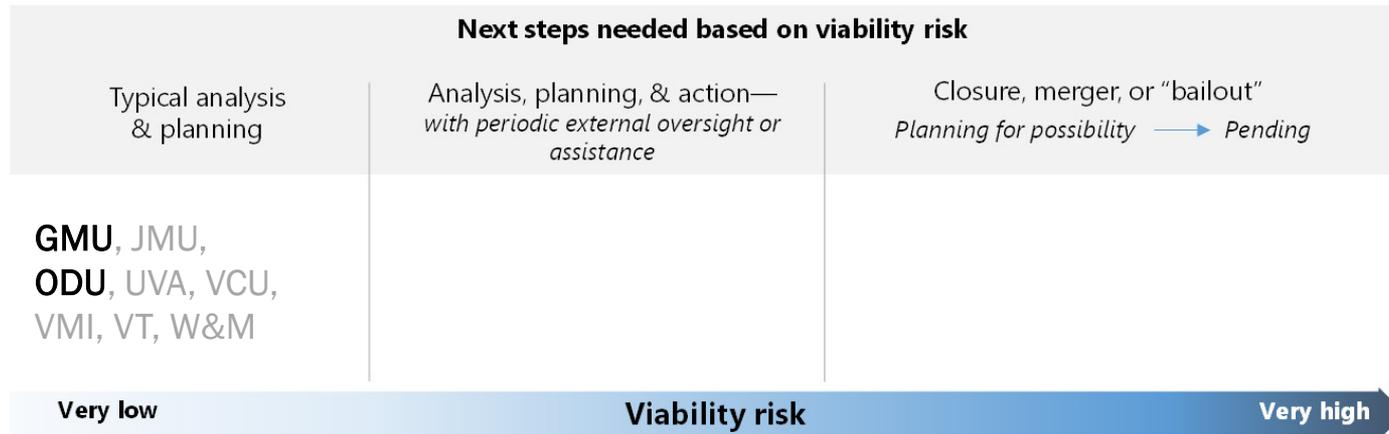 Next steps needed based on viability risk
Typical analysis
& planning
Analysis, planning, & action—
with periodic external oversight or
assistance
Closure, merger, or “bailout”
Planning for possibility
Pending
GMU, JMU,
ODU, UVA, VCU,
VMI, VT, W&M
Very low
Viability risk
Very high